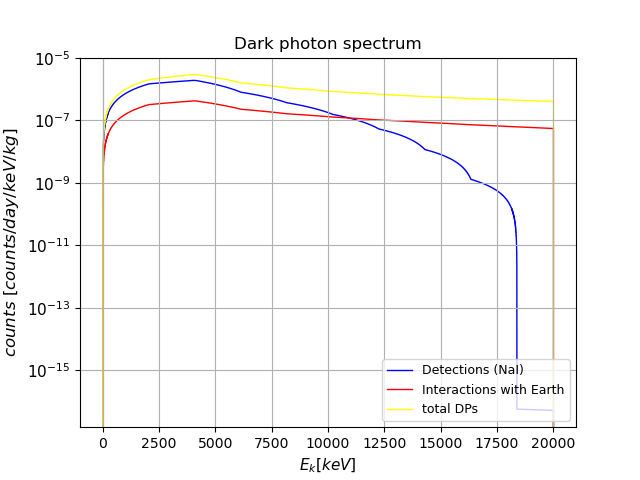 Dark photon spectrum
10⁻⁵
10⁻⁷
10⁻⁹
10⁻¹¹
10⁻¹³
10⁻¹⁵
counts [counts/day/keV/kg]
Detections (NaI)
Interactions with Earth
total DPs
0 2500 5000 7500 10000 12500 15000 17500 20000
Eₖ[keV]